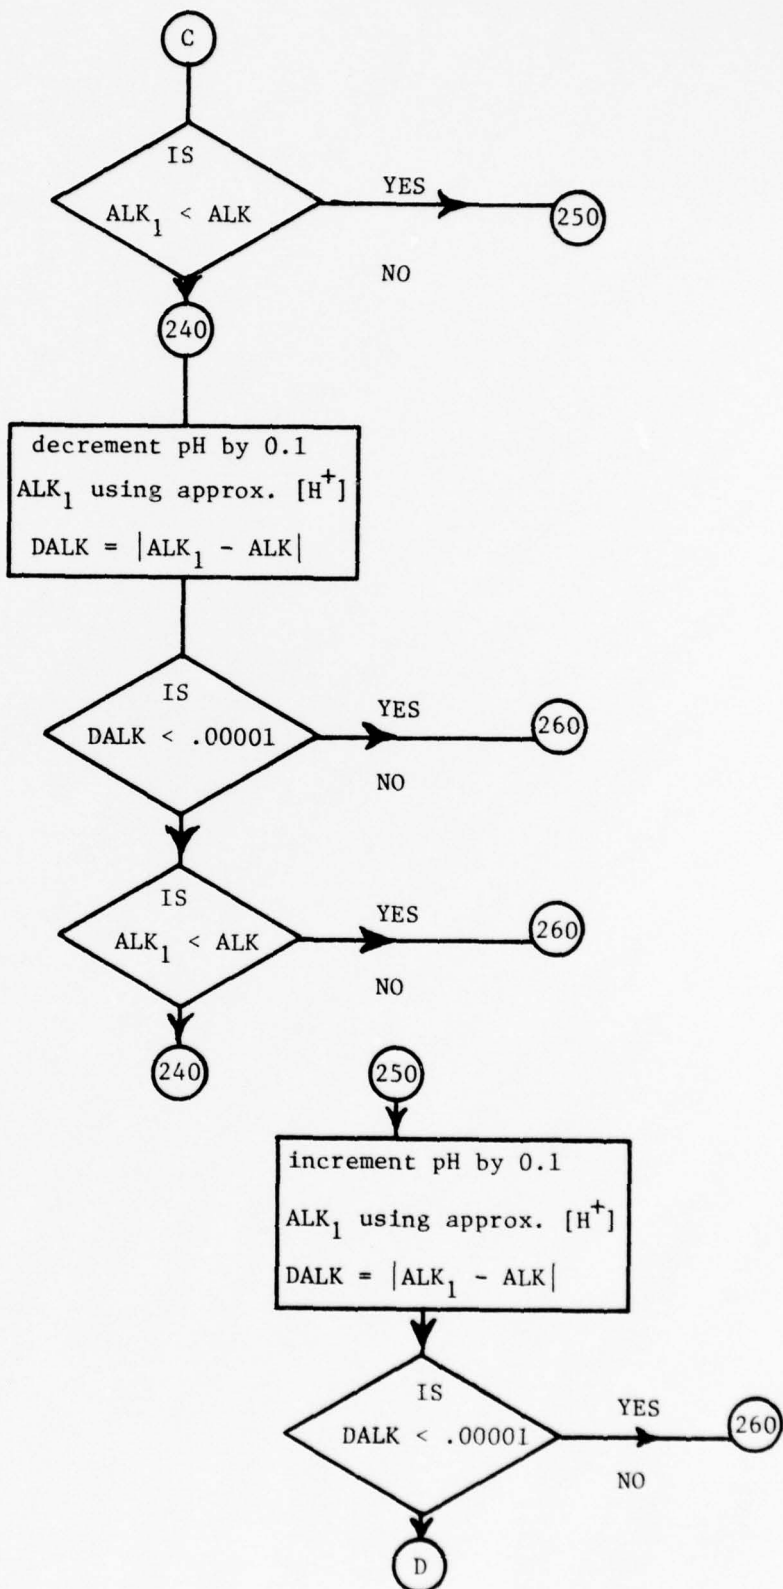 C
IS
ALK₁ < ALK
YES
250
NO
240
decrement pH by 0.1
ALK₁ using approx. [H⁺]
DALK = |ALK₁ - ALK|
IS
DALK < .00001
YES
260
NO
IS
ALK₁ < ALK
YES
260
NO
240
250
increment pH by 0.1
ALK₁ using approx. [H⁺]
DALK = |ALK₁ - ALK|
IS
DALK < .00001
YES
260
NO
D